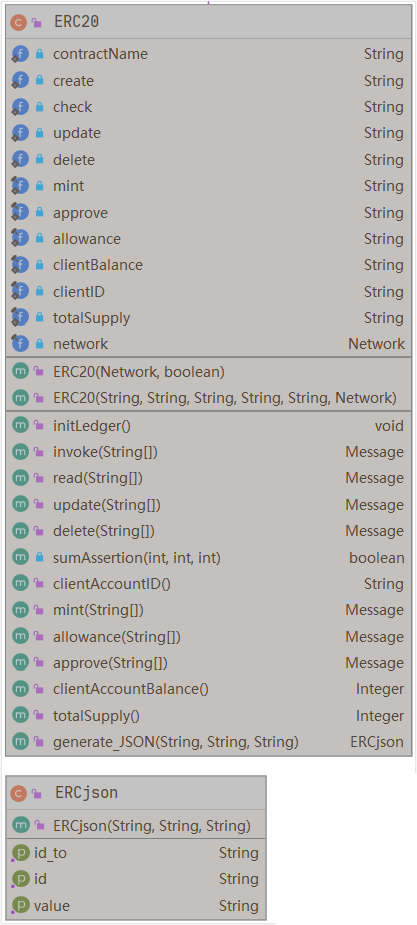 ERC20
contractName String
create String
check String
update String
delete String
mint String
approve String
allowance String
clientBalance String
clientID String
totalSupply String
network Network
ERC20(Network, boolean)
ERC20(String, String, String, String, String, Network)
initLedger() void
invoke(String[]) Message
read(String[]) Message
update(String[]) Message
delete(String[]) Message
sumAssertion(int, int, int) boolean
clientAccountID() String
mint(String[]) Message
allowance(String[]) Message
approve(String[]) Message
clientAccountBalance() Integer
totalSupply() Integer
generate_JSON(String, String, String) ERCjson
ERCjson
ERCjson(String, String, String)
id_to String
id String
value String